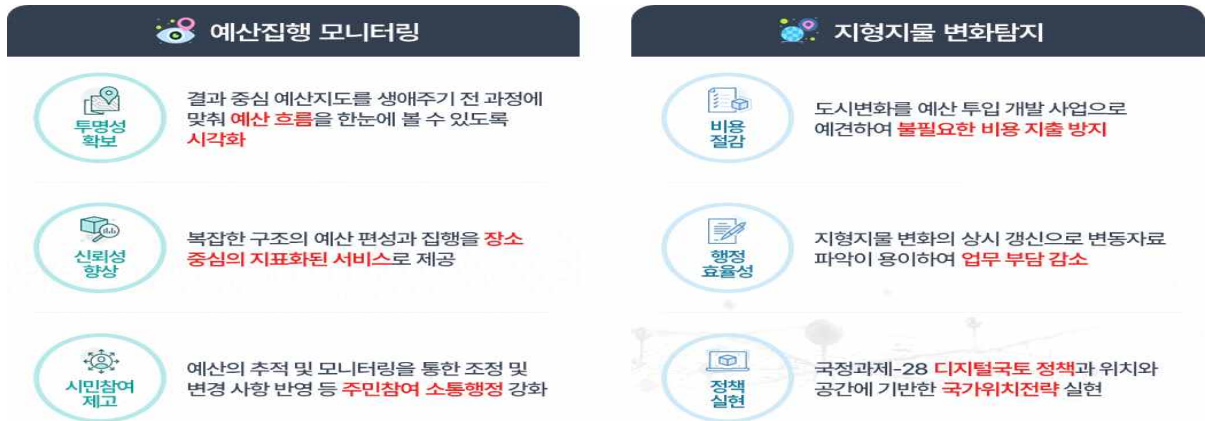 예산집행 모니터링
투명성
확보
결과 중심 예산지도를 생애주기 전 과정에
맞춰 예산 흐름을 한눈에 볼 수 있도록
시각화
신뢰성
향상
복잡한 구조의 예산 편성과 집행을 장소
중심의 지표화된 서비스로 제공
시민참여
제고
예산의 추적 및 모니터링을 통한 조정 및
변경 사항 반영 등 주민참여 소통행정 강화
지형지물 변화탐지
비용
절감
도시변화를 예산 투입 개발 사업으로
예견하여 불필요한 비용 지출 방지
행정
효율성
지형지물 변화의 상시 갱신으로 변동자료
파악이 용이하여 업무 부담 감소
정책
실현
국정과제-28 디지털국토 정책과 위치와
공간에 기반한 국가위치전략 실현